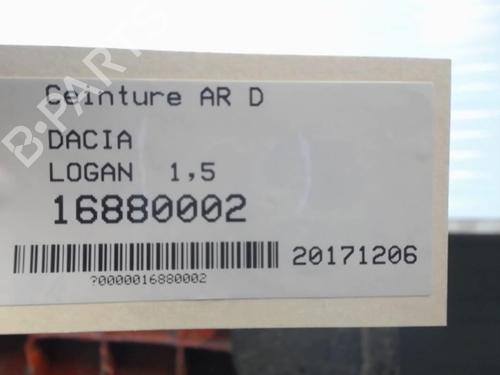 Ceinture AR D
DACIA
LOGAN 1,5
16880002
20171206
?0000016880002
B-PARTS